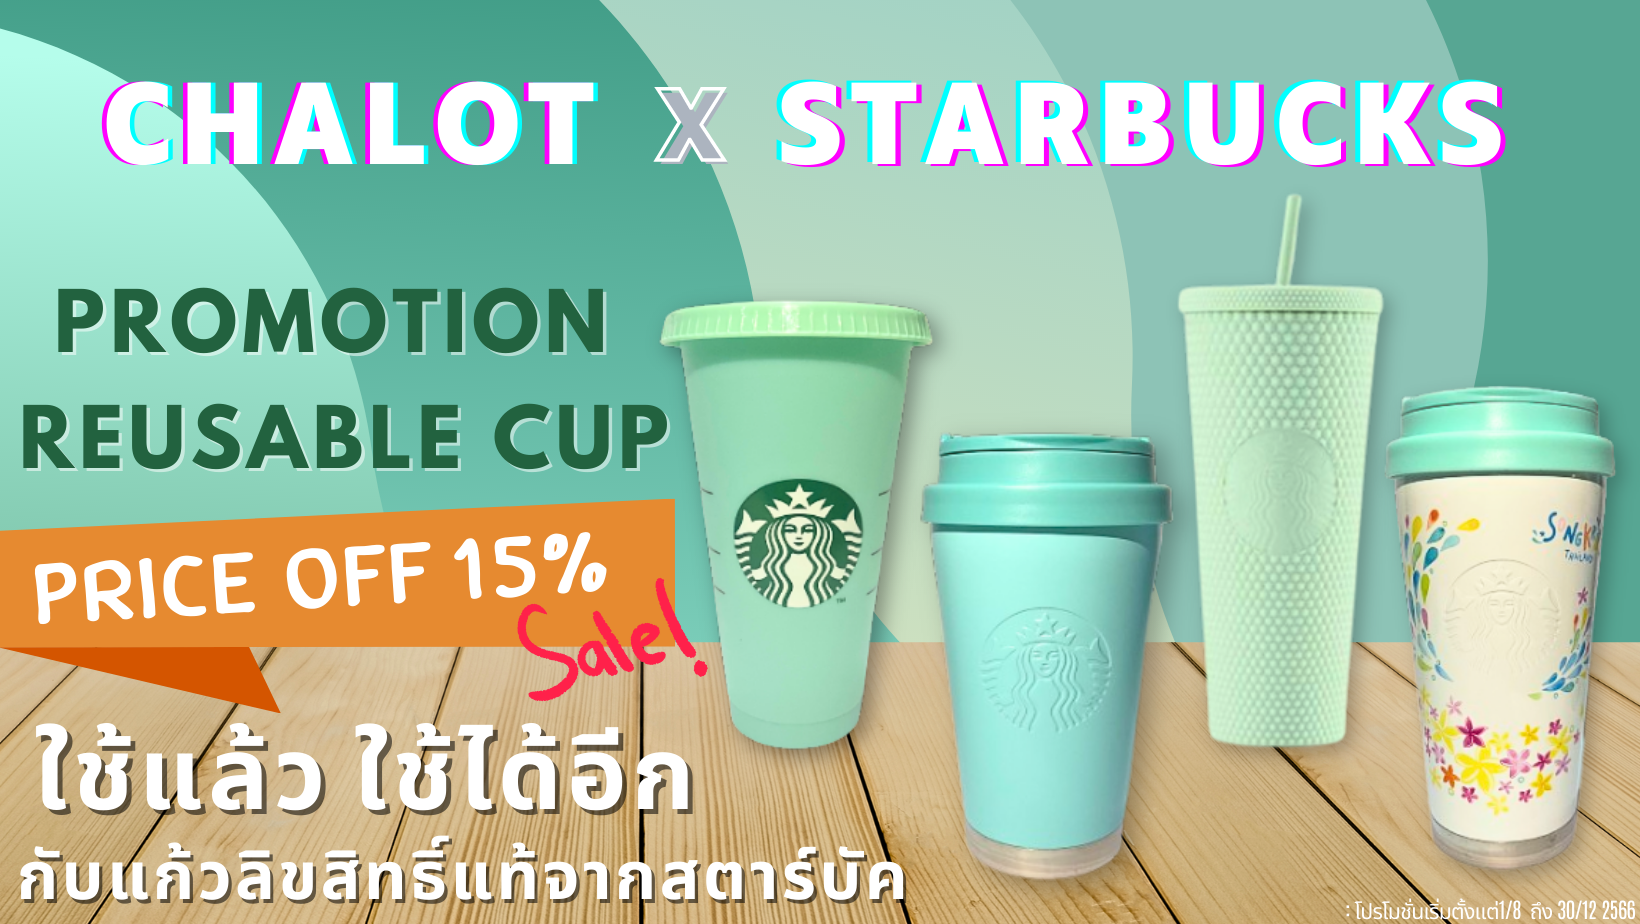 CHALOT X STARBUCKS
PROMOTION
REUSABLE CUP
PRICE OFF 15%
Sale!
ใช้แล้ว ใช้ได้อีก
กับแก้วลิขสิทธิ์แท้จากสตาร์บัค
TM
THAILAND
: โปรโมชั่นเริ่มตั้งแต่1/8 ถึง 30/12 2566